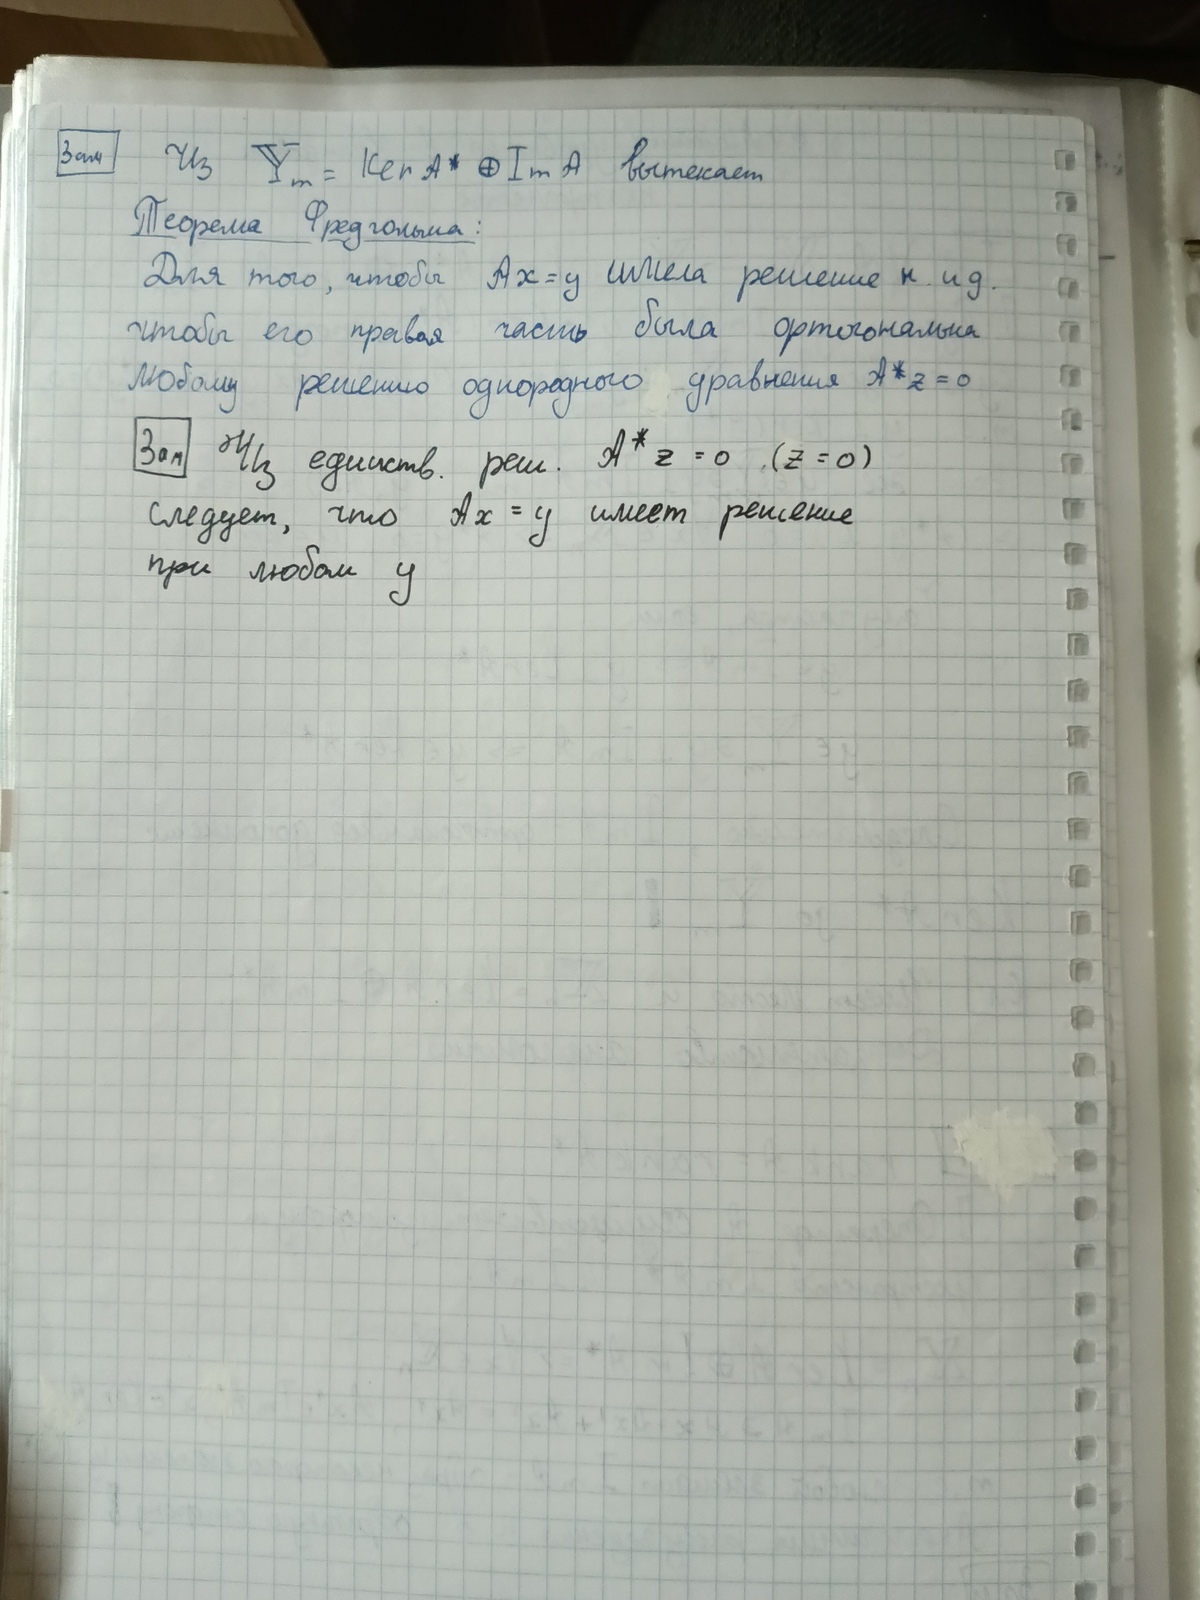 Зам Из Yₘ = Ker A* ⊕ Im A вытекает
Теорема Фредгольма:
Для того, чтобы Ax=y имела решение н. и д.
чтобы его правая часть была ортогональна
любому решению однородного уравнения A*z=0
Зам Из единств. реш. A*z=0 (z=0)
следует, что Ax=y имеет решение
при любом y